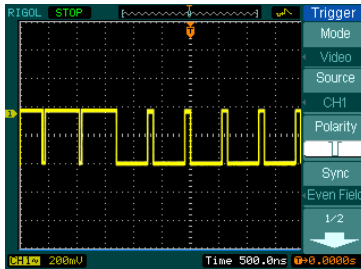 RIGOL STOP
Trigger
Mode
Video
Source
CH1
Polarity
Sync
Even Field
1/2
1
CH1 200mU Time 500.0ns 0.0000s